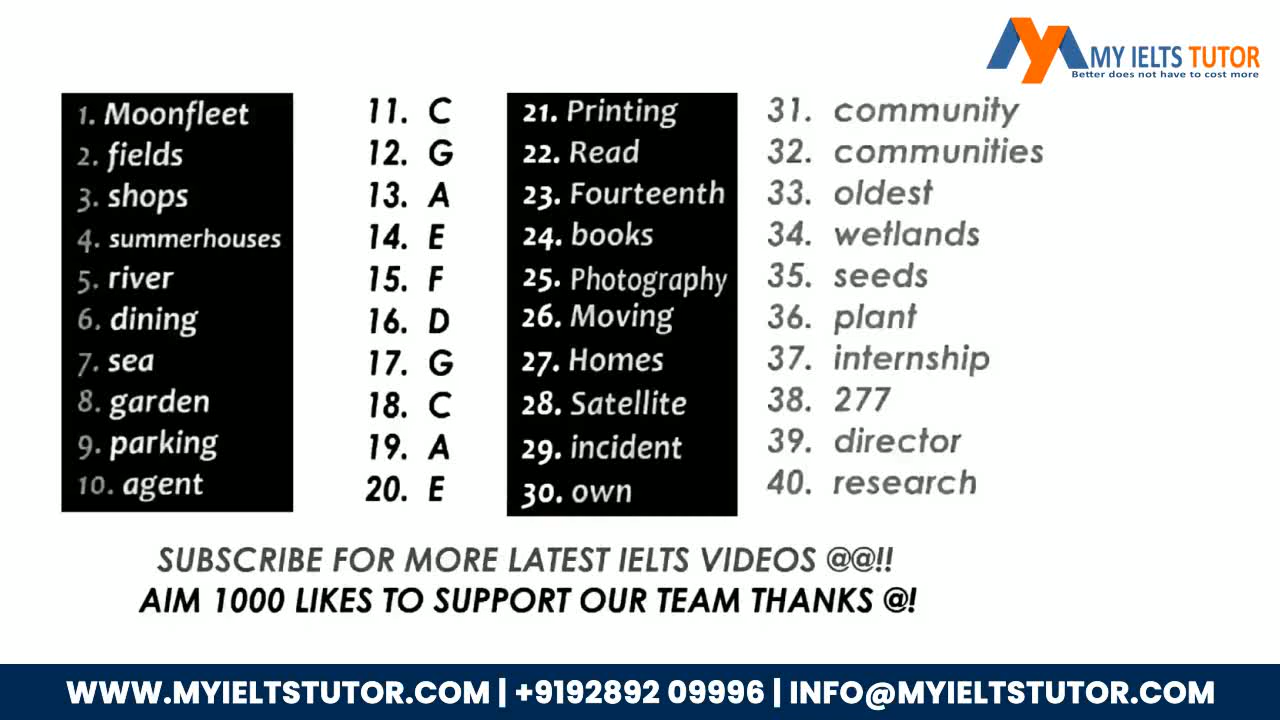 MY IELTS TUTOR
Better does not have to cost more
1. Moonfleet
2. fields
3. shops
4. summerhouses
5. river
6. dining
7. sea
8. garden
9. parking
10. agent
11. C
12. G
13. A
14. E
15. F
16. D
17. G
18. C
19. A
20. E
21. Printing
22. Read
23. Fourteenth
24. books
25. Photography
26. Moving
27. Homes
28. Satellite
29. incident
30. own
31. community
32. communities
33. oldest
34. wetlands
35. seeds
36. plant
37. internship
38. 277
39. director
40. research
SUBSCRIBE FOR MORE LATEST IELTS VIDEOS @@!!
AIM 1000 LIKES TO SUPPORT OUR TEAM THANKS @!
WWW.MYIELTSTUTOR.COM | +9192892 09996 | INFO@MYIELTSTUTOR.COM